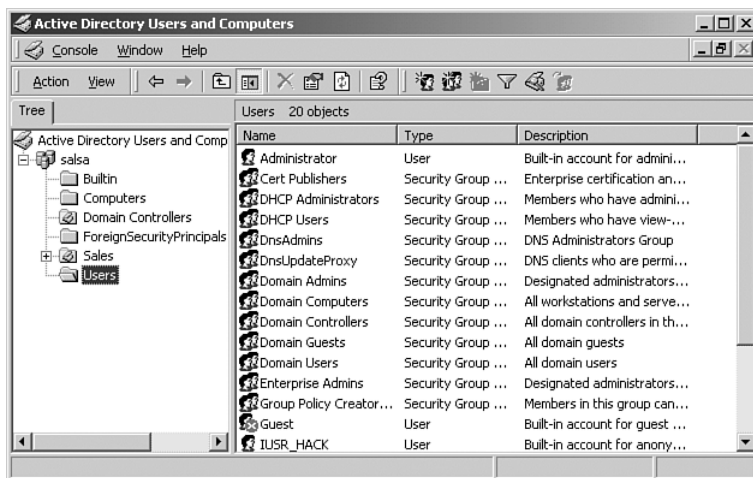 Active Directory Users and Computers
Console Window Help
Action View
Tree
Users 20 objects
Active Directory Users and Comp
salsa
Builtin
Computers
Domain Controllers
ForeignSecurityPrincipals
Sales
Users
Name Type Description
Administrator User Built-in account for admini...
Cert Publishers Security Group ... Enterprise certification an...
DHCP Administrators Security Group ... Members who have admini...
DHCP Users Security Group ... Members who have view-...
DnsAdmins Security Group ... DNS Administrators Group
DnsUpdateProxy Security Group ... DNS clients who are permi...
Domain Admins Security Group ... Designated administrators...
Domain Computers Security Group ... All workstations and serve...
Domain Controllers Security Group ... All domain controllers in th...
Domain Guests Security Group ... All domain guests
Domain Users Security Group ... All domain users
Enterprise Admins Security Group ... Designated administrators...
Group Policy Creator... Security Group ... Members in this group can...
Guest User Built-in account for guest ...
IUSR_HACK User Built-in account for anony...